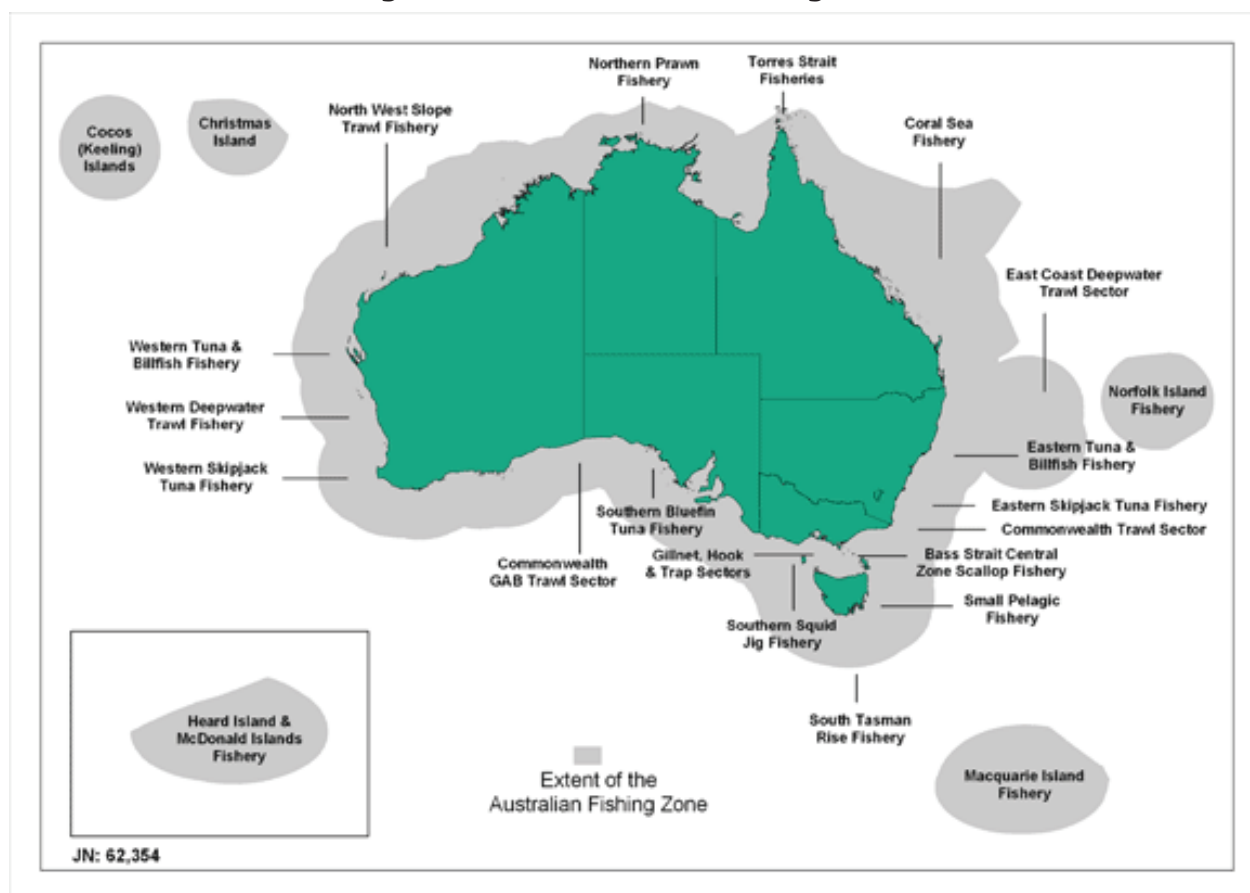 Northern Prawn
Fishery
Torres Strait
Fisheries
North West Slope
Trawl Fishery
Cocos
(Keeling)
Islands
Christmas
Island
Coral Sea
Fishery
East Coast Deepwater
Trawl Sector
Western Tuna &
Billfish Fishery
Norfolk Island
Fishery
Western Deepwater
Trawl Fishery
Eastern Tuna &
Billfish Fishery
Western Skipjack
Tuna Fishery
Eastern Skipjack Tuna Fishery
Southern Bluefin
Tuna Fishery
Commonwealth Trawl Sector
Commonwealth
GAB Trawl Sector
Gillnet, Hook
& Trap Sectors
Bass Strait Central
Zone Scallop Fishery
Small Pelagic
Fishery
Southern Squid
Jig Fishery
South Tasman
Rise Fishery
Heard Island &
McDonald Islands
Fishery
Extent of the
Australian Fishing Zone
Macquarie Island
Fishery
JN: 62,354